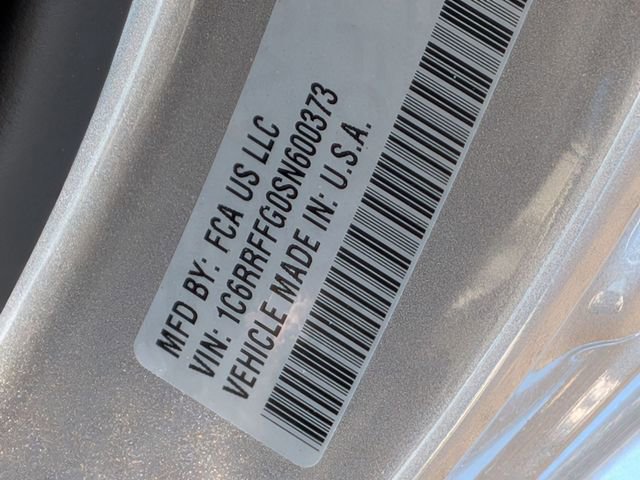 MFD BY: FCA US LLC
VIN: 1C6RRFFG0SN600373
VEHICLE MADE IN: U.S.A.